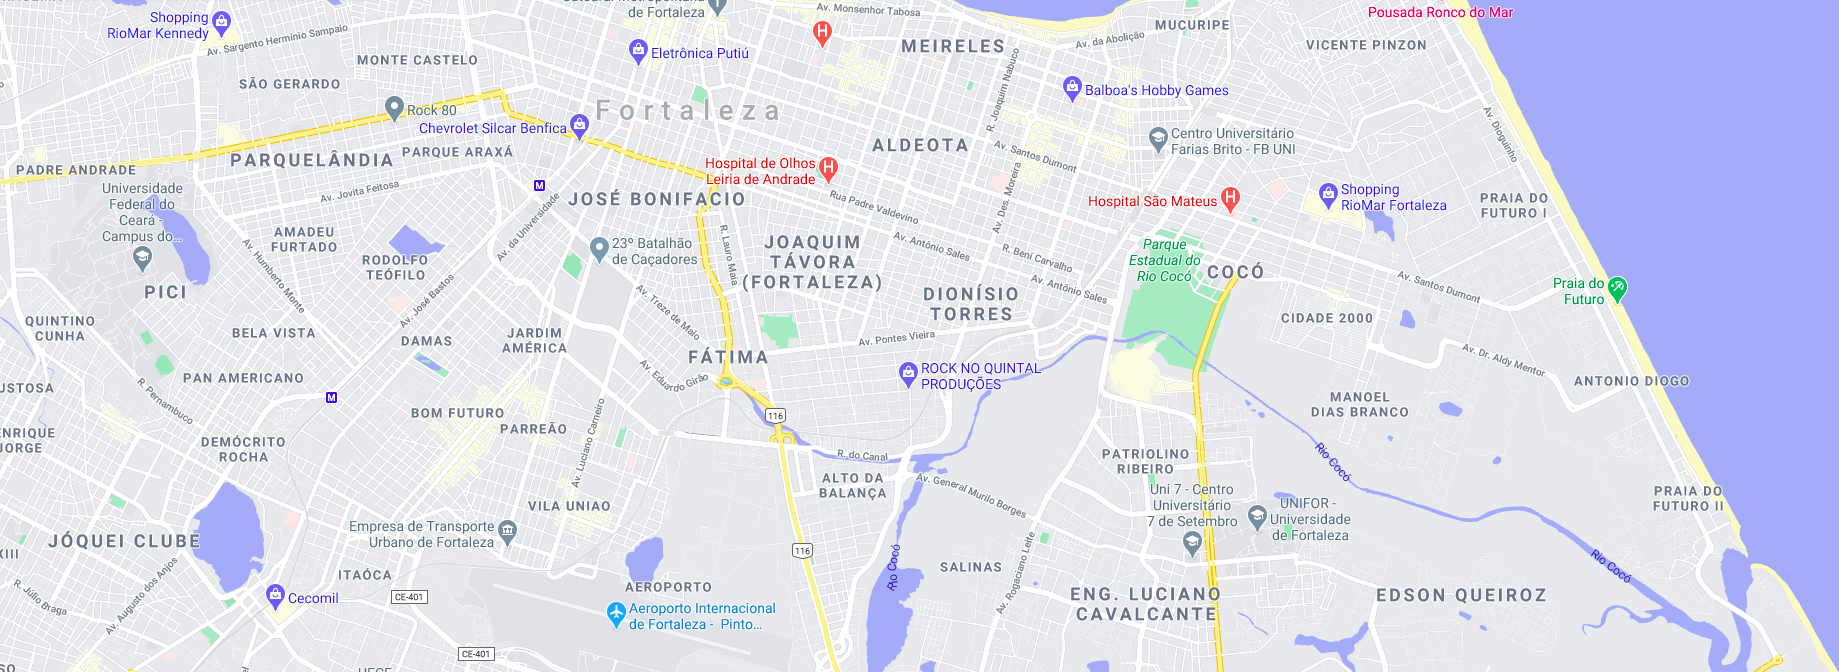 Catedral Metropolitana
de Fortaleza
Av. Monsenhor Tabosa
Pousada Ronco do Mar
Shopping
RioMar Kennedy
Av. Sargento Hermínio Sampaio
MUCURIPE
Av. da Abolição
VICENTE PINZON
MEIRELES
Eletrônica Putiú
MONTE CASTELO
SÃO GERARDO
R. Joaquim Nabuco
Balboa's Hobby Games
Rock 80
Fortaleza
Chevrolet Silcar Benfica
Av. Dioguinho
Centro Universitário
Farias Brito - FB UNI
ALDEOTA
Av. Santos Dumont
PARQUELÂNDIA
PARQUE ARAXÁ
PADRE ANDRADE
Hospital de Olhos
Leiria de Andrade
Universidade
Federal do
Ceará -
Campus do...
Av. Jovita Feitosa
M
JOSÉ BONIFACIO
Rua Padre Valdevino
Av. Des. Moreira
Hospital São Mateus
Shopping
RioMar Fortaleza
PRAIA DO
FUTURO I
Av. da Universidade
AMADEU
FURTADO
Av. Humberto Monte
RODOLFO
TEÓFILO
23º Batalhão
de Caçadores
R. Lauro Maia
JOAQUIM
TÁVORA
(FORTALEZA)
Av. Antônio Sales
R. Beni Carvalho
Av. Antônio Sales
Parque
Estadual do
Rio Cocó
COCÓ
Av. Santos Dumont
Praia do
Futuro
PICI
Av. José Bastos
Av. Treze de Maio
DIONÍSIO
TORRES
CIDADE 2000
QUINTINO
CUNHA
BELA VISTA
DAMAS
JARDIM
AMÉRICA
FÁTIMA
Av. Pontes Vieira
Av. Dr. Aldy Mentor
ROCK NO QUINTAL
PRODUÇÕES
PAN AMERICANO
Av. Eduardo Girão
ANTONIO DIOGO
USTOSA
R. Pernambuco
M
BOM FUTURO
PARREÃO
116
MANOEL
DIAS BRANCO
ENRIQUE
JORGE
DEMÓCRITO
ROCHA
Av. Luciano Carneiro
R. do Canal
PATRIOLINO
RIBEIRO
Rio Cocó
ALTO DA
BALANÇA
Av. General Murilo Borges
Uni 7 - Centro
Universitário
7 de Setembro
UNIFOR -
Universidade
de Fortaleza
PRAIA DO
FUTURO II
VILA UNIAO
Empresa de Transporte
Urbano de Fortaleza
JÓQUEI CLUBE
XIII
116
Rio Cocó
Av. Rogaciano Leite
SALINAS
Rio Cocó
ITAÓCA
AEROPORTO
R. Júlio Braga
Av. Augusto dos Anjos
Cecomil
CE-401
Aeroporto Internacional
de Fortaleza - Pinto...
ENG. LUCIANO
CAVALCANTE
EDSON QUEIROZ
CE-401